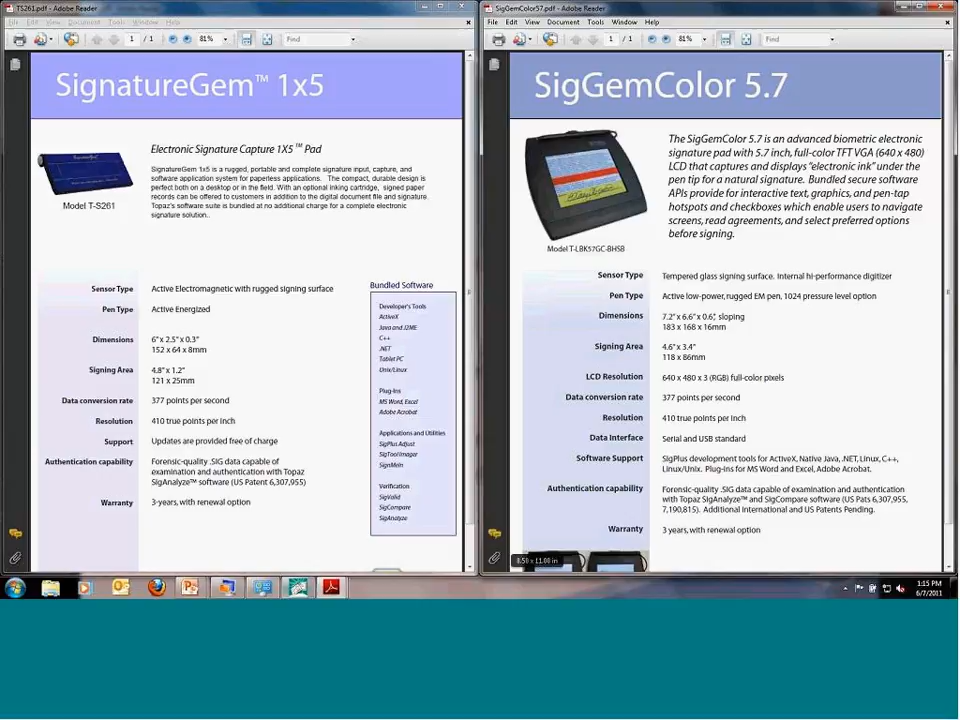 TS261.pdf - Adobe Reader
File Edit View Document Tools Window Help
1 / 1 81% Find
SignatureGem™ 1x5
Electronic Signature Capture 1X5 ™ Pad
SignatureGem 1x5 is a rugged, portable and complete signature input, capture, and
software application system for paperless applications. The compact, durable design is
perfect both on a desktop or in the field. With an optional inking cartridge, signed paper
records can be offered to customers in addition to the digital document file and signature.
Topaz's software suite is bundled at no additional charge for a complete electronic
signature solution..
Model T-S261
Sensor Type Active Electromagnetic with rugged signing surface
Pen Type Active Energized
Dimensions 6" x 2.5" x 0.3"
152 x 64 x 8mm
Signing Area 4.8" x 1.2"
121 x 25mm
Data conversion rate 377 points per second
Resolution 410 true points per inch
Support Updates are provided free of charge
Authentication capability Forensic-quality .SIG data capable of
examination and authentication with Topaz
SigAnalyze™ software (US Patent 6,307,955)
Warranty 3-years, with renewal option
Bundled Software
Developer's Tools
ActiveX
Java and J2ME
C++
.NET
Tablet PC
Unix/Linux
Plug-Ins
MS Word, Excel
Adobe Acrobat
Applications and Utilities
SigPlus Adjust
SigTool Imager
SignMeIn
Verification
SigValid
SigCompare
SigAnalyze
SigGemColor57.pdf - Adobe Reader
File Edit View Document Tools Window Help
1 / 1 81% Find
SigGemColor 5.7
The SigGemColor 5.7 is an advanced biometric electronic
signature pad with 5.7 inch, full-color TFT VGA (640 x 480)
LCD that captures and displays "electronic ink" under the
pen tip for a natural signature. Bundled secure software
APIs provide for interactive text, graphics, and pen-tap
hotspots and checkboxes which enable users to navigate
screens, read agreements, and select preferred options
before signing.
Model T-LBK57GC-BHSB
Sensor Type Tempered glass signing surface. Internal hi-performance digitizer
Pen Type Active low-power, rugged EM pen, 1024 pressure level option
Dimensions 7.2" x 6.6" x 0.6", sloping
183 x 168 x 16mm
Signing Area 4.6" x 3.4"
118 x 86mm
LCD Resolution 640 x 480 x 3 (RGB) full-color pixels
Data conversion rate 377 points per second
Resolution 410 true points per inch
Data Interface Serial and USB standard
Software Support SigPlus development tools for ActiveX, Native Java, .NET, Linux, C++,
Linux/Unix. Plug-Ins for MS Word and Excel, Adobe Acrobat.
Authentication capability Forensic-quality .SIG data capable of examination and authentication
with Topaz SigAnalyze™ and SigCompare software (US Pats 6,307,955,
7,190,815). Additional International and US Patents Pending.
Warranty 3 years, with renewal option
8.50 x 11.00 in
1:15 PM
6/7/2011